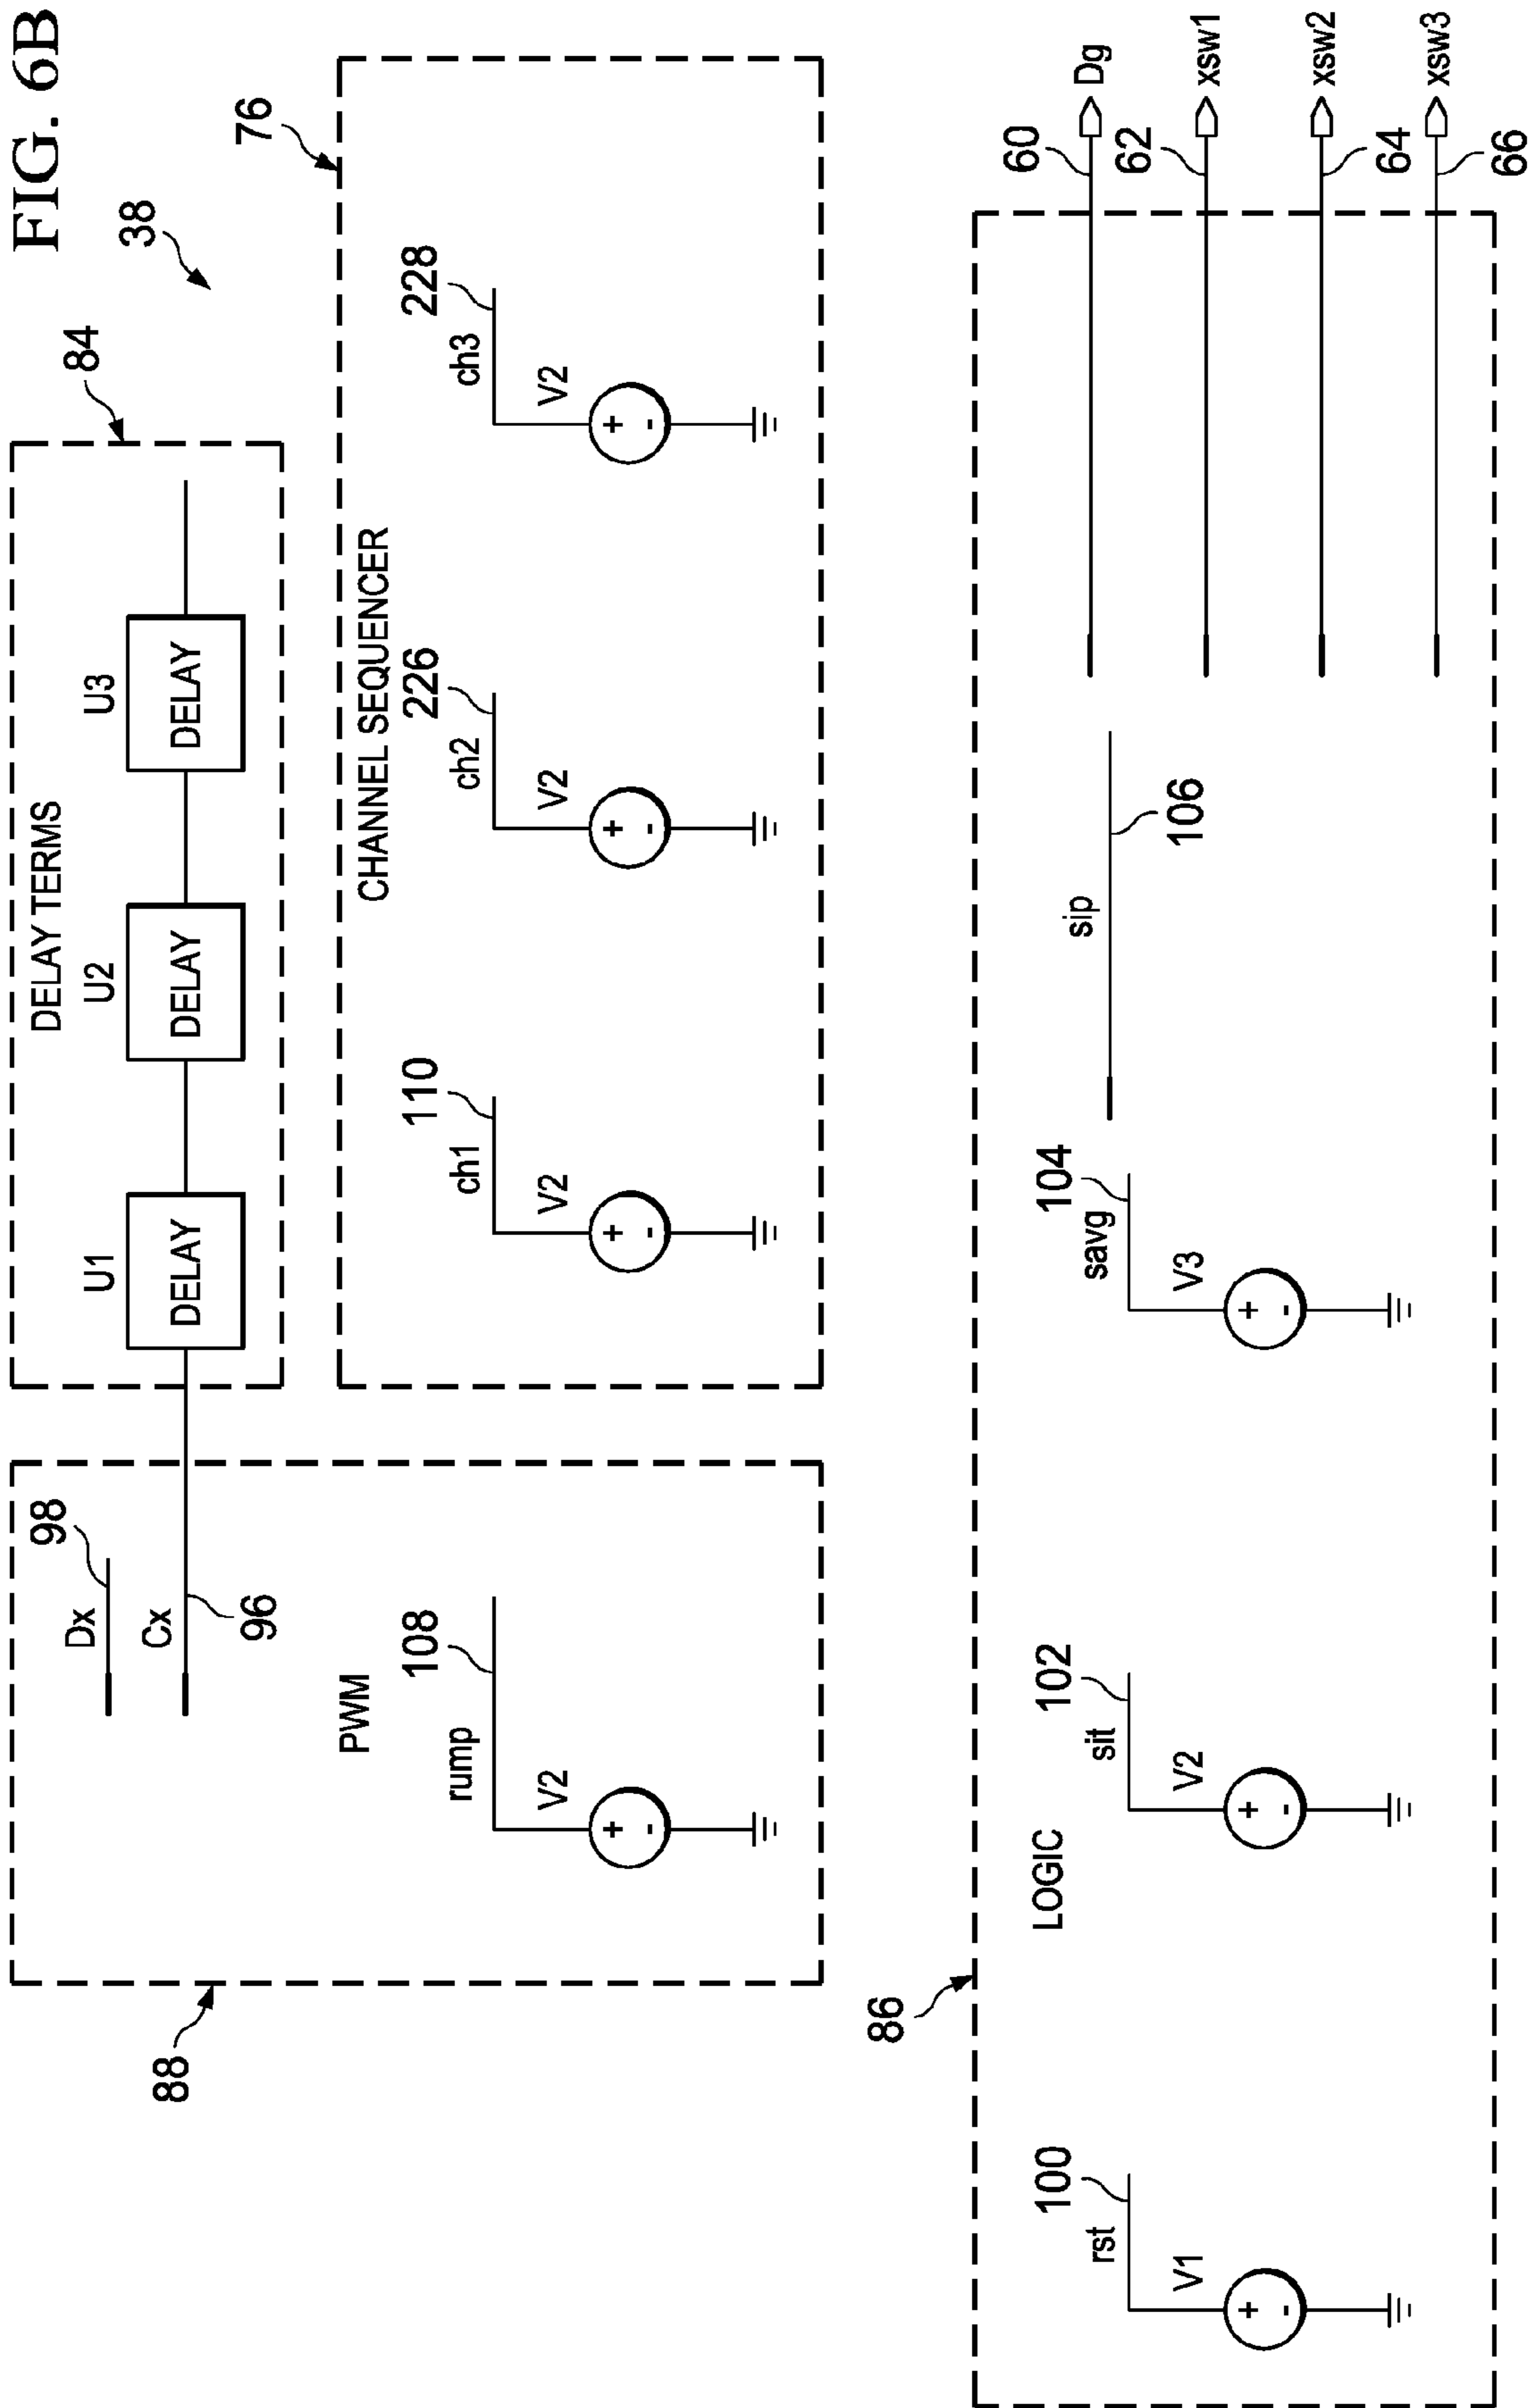 FIG. 6B
38
84
DELAY TERMS
U1
U2
U3
DELAY
DELAY
DELAY
98
Dx
Cx
96
PWM
108
rump
V2
88
76
CHANNEL SEQUENCER
110
ch1
V2
226
ch2
V2
228
ch3
V2
86
LOGIC
100
rst
V1
102
sit
V2
104
savg
V3
sip
106
60
Dg
62
xsw1
64
xsw2
66
xsw3
+
-
+
-
+
-
+
-
+
-
+
-
+
-